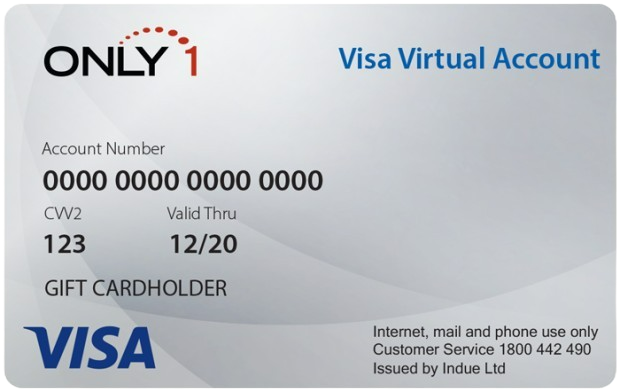 ONLY 1
Visa Virtual Account
Account Number
0000 0000 0000 0000
CVV2 Valid Thru
123 12/20
GIFT CARDHOLDER
VISA
Internet, mail and phone use only
Customer Service 1800 442 490
Issued by Indue Ltd